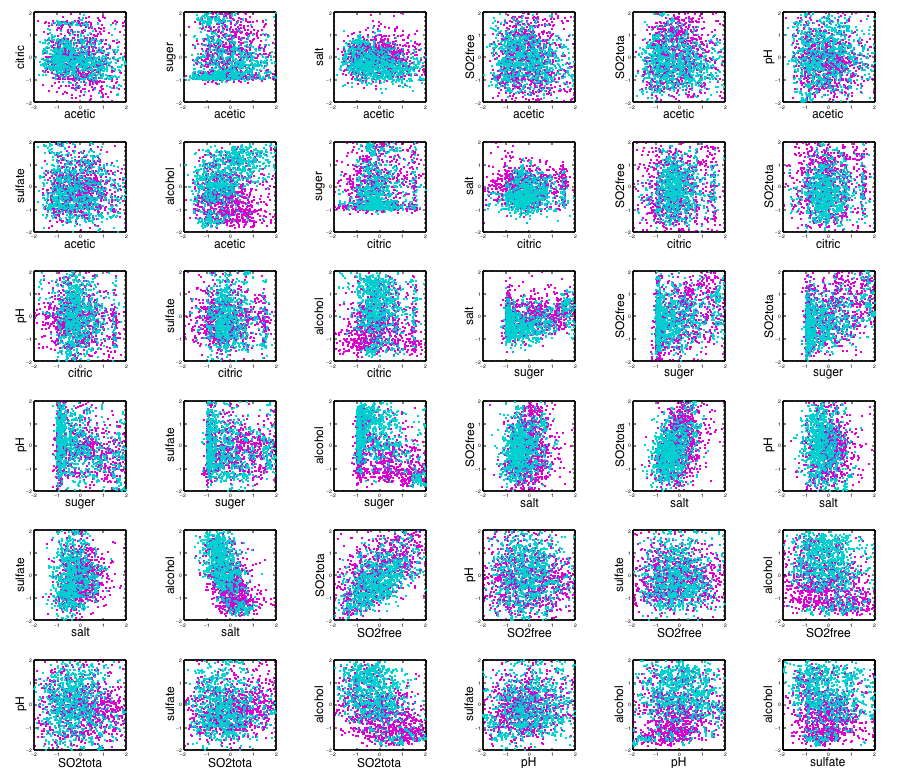 citric acetic
suger acetic
salt acetic
SO2free acetic
SO2tota acetic
pH acetic
sulfate acetic
alcohol acetic
suger citric
salt citric
SO2free citric
SO2tota citric
pH citric
sulfate citric
alcohol citric
salt suger
SO2free suger
SO2tota suger
pH suger
sulfate suger
alcohol suger
SO2free salt
SO2tota salt
pH salt
sulfate salt
alcohol salt
SO2tota SO2free
pH SO2free
sulfate SO2free
alcohol SO2free
pH SO2tota
sulfate SO2tota
alcohol SO2tota
sulfate pH
alcohol pH
alcohol sulfate